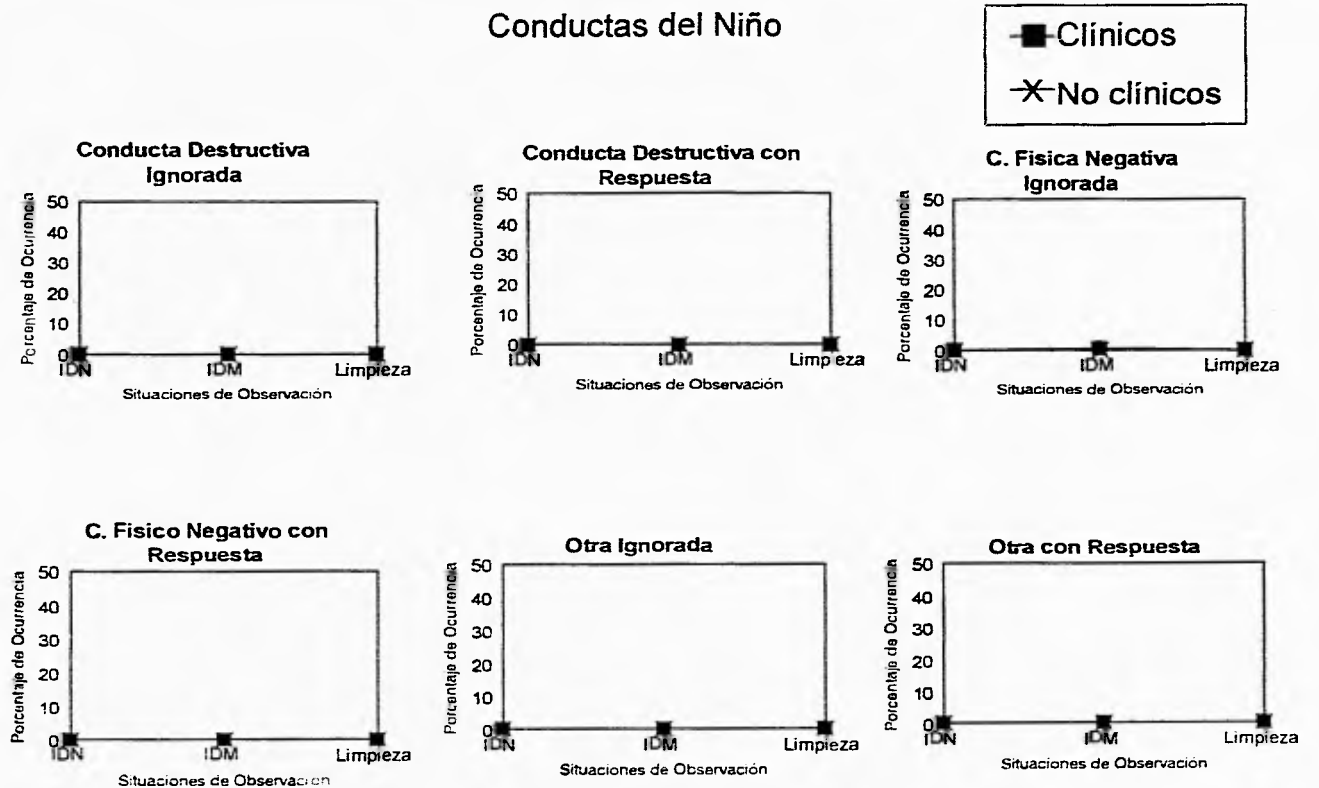 Conductas del Niño
Clínicos
No clínicos
Conducta Destructiva
Ignorada
Porcentaje de Ocurrencia
50
40
30
20
10
0
IDN
IDM
Limpieza
Situaciones de Observación
Conducta Destructiva con
Respuesta
Porcentaje de Ocurrencia
50
40
30
20
10
0
IDN
IDM
Limpieza
Situaciones de Observación
C. Fisica Negativa
Ignorada
Porcentaje de Ocurrencia
50
40
30
20
10
0
IDN
IDM
Limpieza
Situaciones de Observación
C. Fisico Negativo con
Respuesta
Porcentaje de Ocurrencia
50
40
30
20
10
0
IDN
IDM
Limpieza
Situaciones de Observacion
Otra Ignorada
Porcentaje de Ocurrencia
50
40
30
20
10
0
IDN
IDM
Limpieza
Situaciones de Observación
Otra con Respuesta
Porcentaje de Ocurrencia
50
40
30
20
10
0
IDN
IDM
Limpieza
Situaciones de Observación